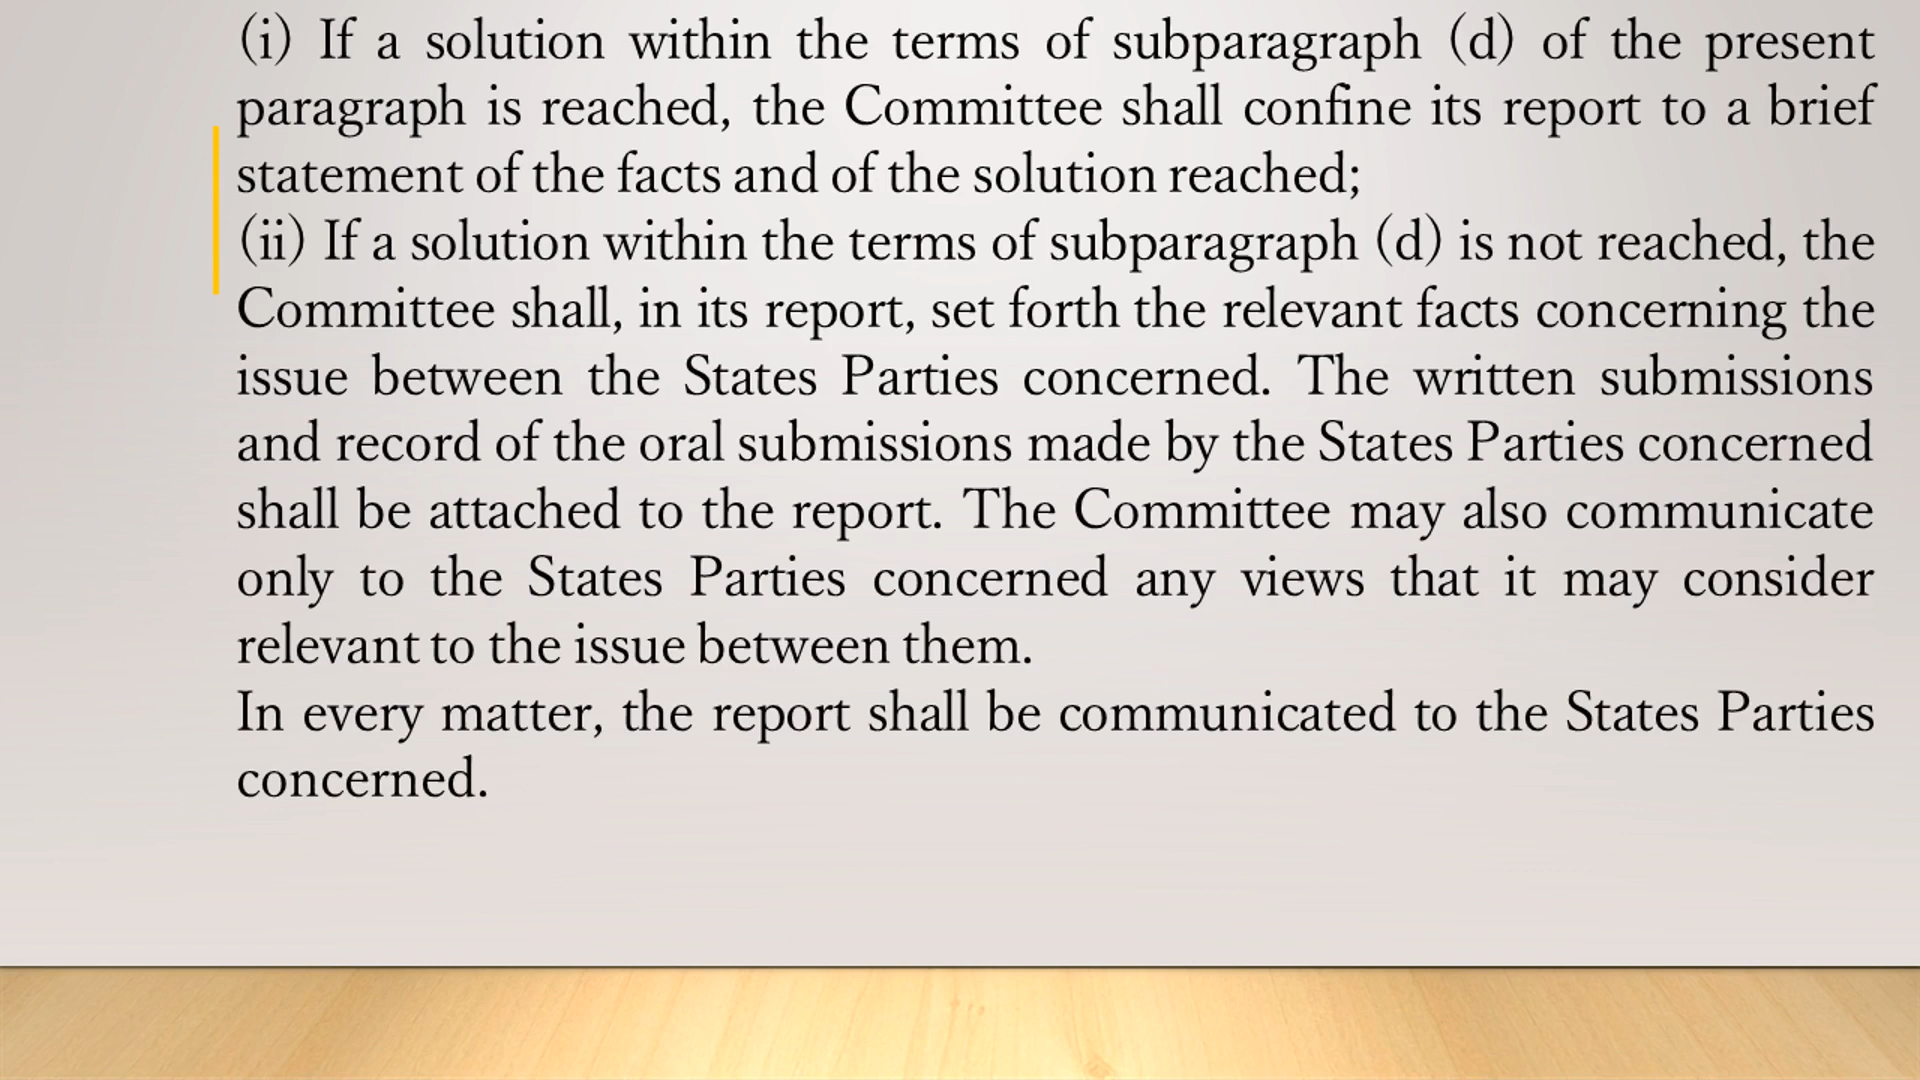 (i) If a solution within the terms of subparagraph (d) of the present
paragraph is reached, the Committee shall confine its report to a brief
statement of the facts and of the solution reached;
(ii) If a solution within the terms of subparagraph (d) is not reached, the
Committee shall, in its report, set forth the relevant facts concerning the
issue between the States Parties concerned. The written submissions
and record of the oral submissions made by the States Parties concerned
shall be attached to the report. The Committee may also communicate
only to the States Parties concerned any views that it may consider
relevant to the issue between them.
In every matter, the report shall be communicated to the States Parties
concerned.